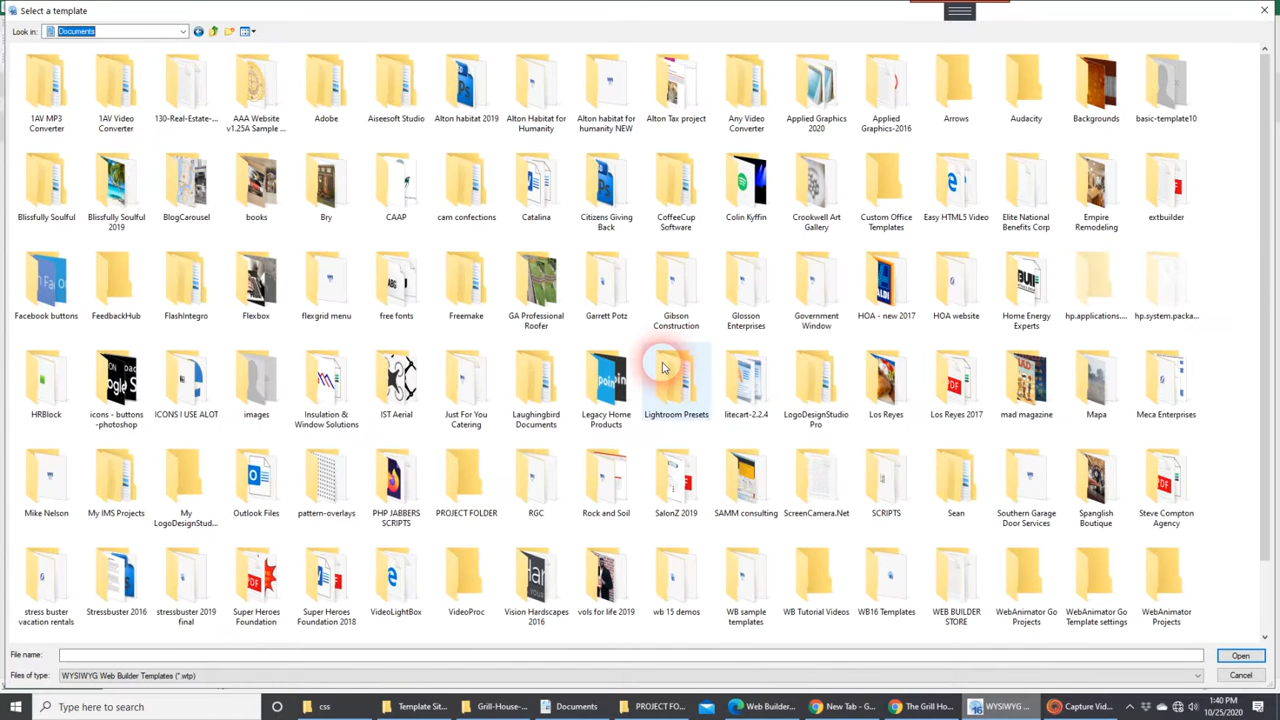 Select a template
Look in: Documents
1AV MP3 Converter
1AV Video Converter
130-Real-Estate-...
AAA Website v1.25A Sample ...
Adobe
Aiseesoft Studio
Alton habitat 2019
Alton Habitat for Humanity
Alton habitat for humanity NEW
Alton Tax project
Any Video Converter
Applied Graphics 2020
Applied Graphics-2016
Arrows
Audacity
Backgrounds
basic-template10
Blissfully Soulful
Blissfully Soulful 2019
BlogCarousel
books
Bry
CAAP
cam confections
Catalina
Citizens Giving Back
CoffeeCup Software
Colin Kyffin
Crookwell Art Gallery
Custom Office Templates
Easy HTML5 Video
Elite National Benefits Corp
Empire Remodeling
extbuilder
Facebook buttons
FeedbackHub
FlashIntegro
Flexbox
flexgrid menu
free fonts
Freemake
GA Professional Roofer
Garrett Potz
Gibson Construction
Glosson Enterprises
Government Window
HOA - new 2017
HOA website
Home Energy Experts
hp.applications....
hp.system.packa...
HRBlock
icons - buttons -photoshop
ICONS I USE ALOT
images
Insulation & Window Solutions
IST Aerial
Just For You Catering
Laughingbird Documents
Legacy Home Products
Lightroom Presets
litecart-2.2.4
LogoDesignStudio Pro
Los Reyes
Los Reyes 2017
mad magazine
Mapa
Meca Enterprises
Mike Nelson
My IMS Projects
My LogoDesignStud...
Outlook Files
pattern-overlays
PHP JABBERS SCRIPTS
PROJECT FOLDER
RGC
Rock and Soil
SalonZ 2019
SAMM consulting
ScreenCamera.Net
SCRIPTS
Sean
Southern Garage Door Services
Spanglish Boutique
Steve Compton Agency
stress buster vacation rentals
Stressbuster 2016
stressbuster 2019 final
Super Heroes Foundation
Super Heroes Foundation 2018
VideoLightBox
VideoProc
Vision Hardscapes 2016
vols for life 2019
wb 15 demos
WB sample templates
WB Tutorial Videos
WB16 Templates
WEB BUILDER STORE
WebAnimator Go Projects
WebAnimator Go Template settings
WebAnimator Projects
File name:
Open
Files of type: WYSIWYG Web Builder Templates (*.wtp)
Cancel
Type here to search
css
Template Sit...
Grill-House-...
Documents
PROJECT FO...
Web Builder...
New Tab - G...
The Grill Ho...
WYSIWYG ...
Capture Vid...
1:40 PM
10/25/2020